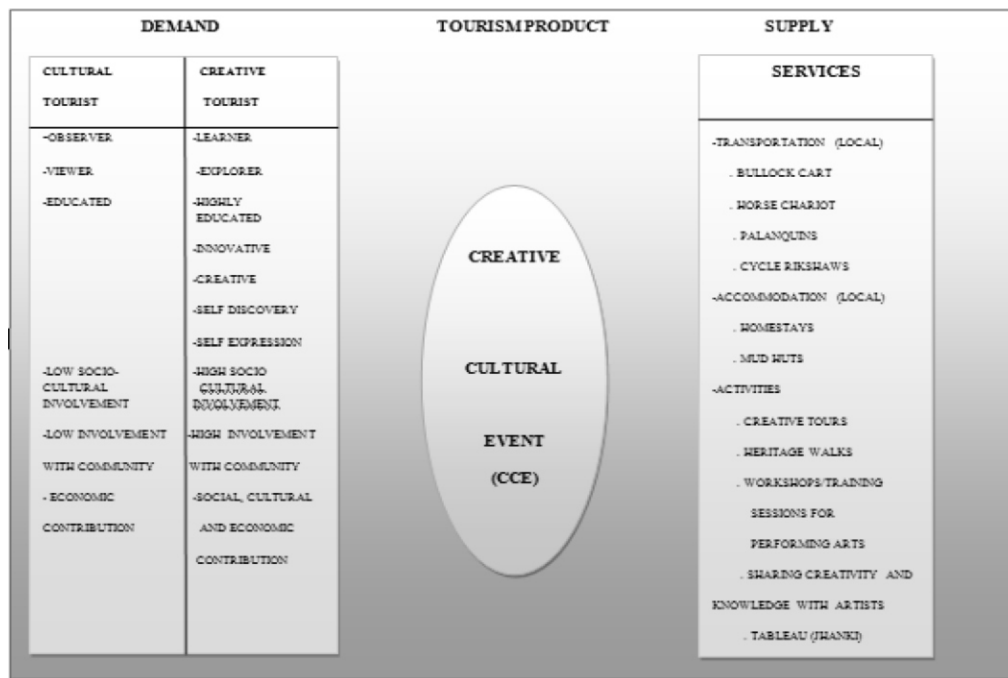 DEMAND
TOURISM PRODUCT
SUPPLY
CULTURAL
TOURIST
-OBSERVER
-VIEWER
-EDUCATED
-LOW SOCIO-
CULTURAL
INVOLVEMENT
-LOW INVOLVEMENT
WITH COMMUNITY
- ECONOMIC
CONTRIBUTION
CREATIVE
TOURIST
-LEARNER
-EXPLORER
-HIGHLY
EDUCATED
-INNOVATIVE
-CREATIVE
-SELF DISCOVERY
-SELF EXPRESSION
-HIGH SOCIO
CULTURAL
INVOLVEMENT
-HIGH INVOLVEMENT
WITH COMMUNITY
-SOCIAL, CULTURAL
AND ECONOMIC
CONTRIBUTION
CREATIVE
CULTURAL
EVENT
(CCE)
SERVICES
-TRANSPORTATION (LOCAL)
. BULLOCK CART
. HORSE CHARIOT
. PALANQUINS
. CYCLE RIKSHAWS
-ACCOMMODATION (LOCAL)
. HOMESTAYS
. MUD HUTS
-ACTIVITIES
. CREATIVE TOURS
. HERITAGE WALKS
. WORKSHOPS/TRAINING
SESSIONS FOR
PERFORMING ARTS
. SHARING CREATIVITY AND
KNOWLEDGE WITH ARTISTS
. TABLEAU (JHANKI)